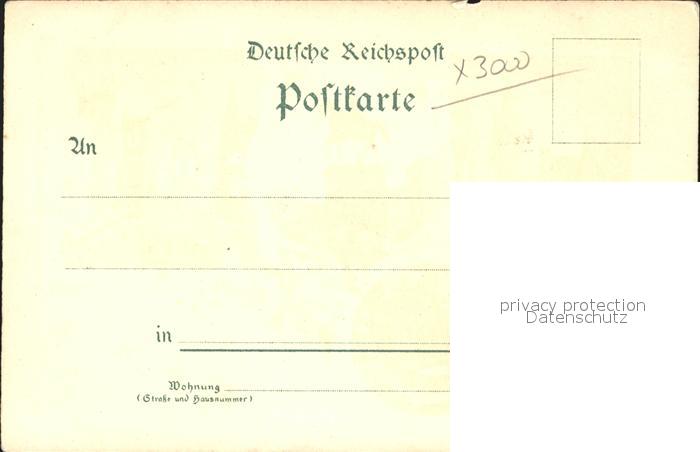 Deutſche Reichspoſt
x3000
Poſtkarte
An
privacy protection
Datenschutz
in
Wohnung
(Straße und Hausnummer)